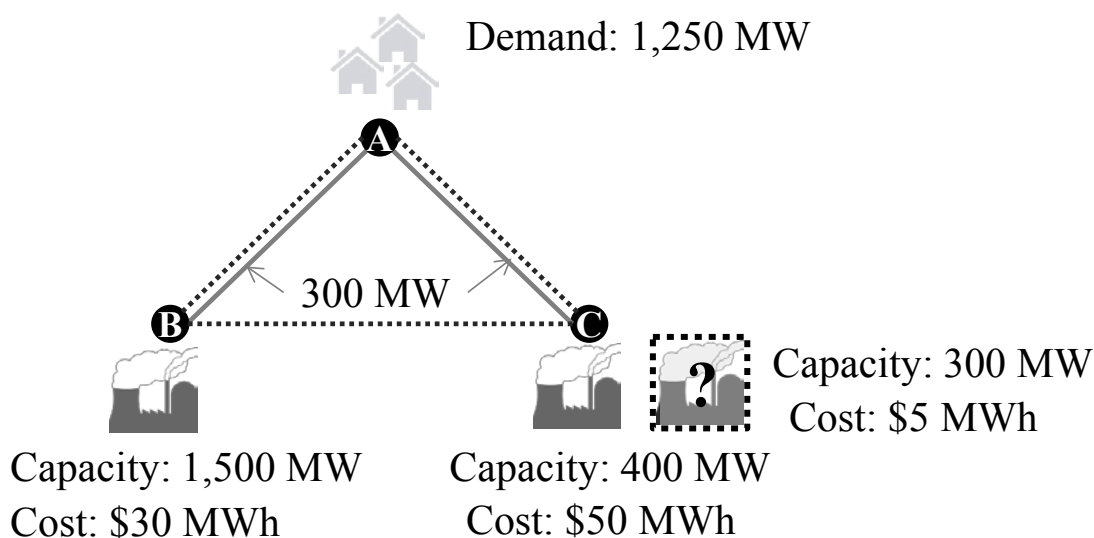 Demand: 1,250 MW
A
300 MW
B
C
?
Capacity: 300 MW
Cost: $5 MWh
Capacity: 1,500 MW
Cost: $30 MWh
Capacity: 400 MW
Cost: $50 MWh